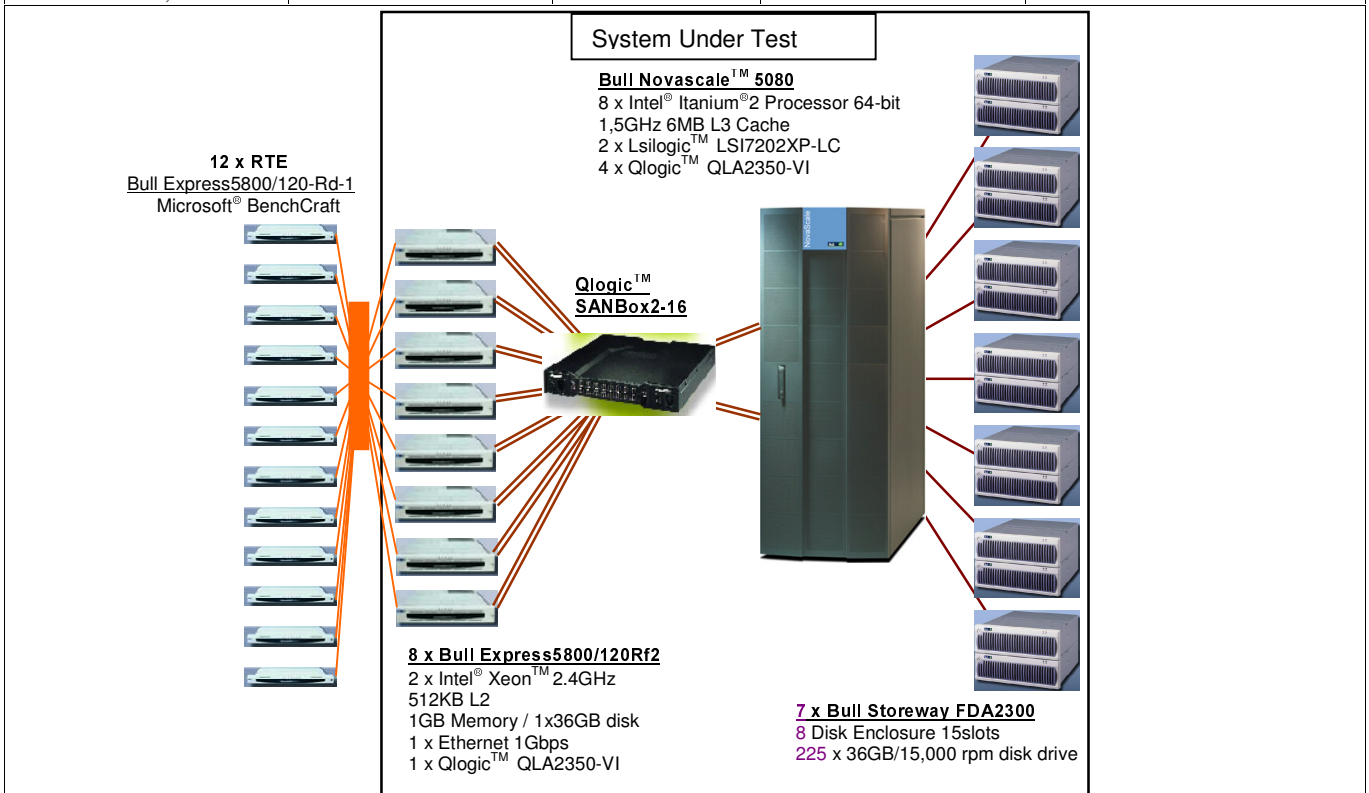 System Under Test
Bull Novascale™ 5080
8 x Intel® Itanium®2 Processor 64-bit
1,5GHz 6MB L3 Cache
2 x Lsilogic™ LSI7202XP-LC
4 x Qlogic™ QLA2350-VI
12 x RTE
Bull Express5800/120-Rd-1
Microsoft® BenchCraft
NovaScale
Qlogic™
SANBox2-16
8 x Bull Express5800/120Rf2
2 x Intel® Xeon™ 2.4GHz
512KB L2
1GB Memory / 1x36GB disk
1 x Ethernet 1Gbps
1 x Qlogic™ QLA2350-VI
7 x Bull Storeway FDA2300
8 Disk Enclosure 15slots
225 x 36GB/15,000 rpm disk drive